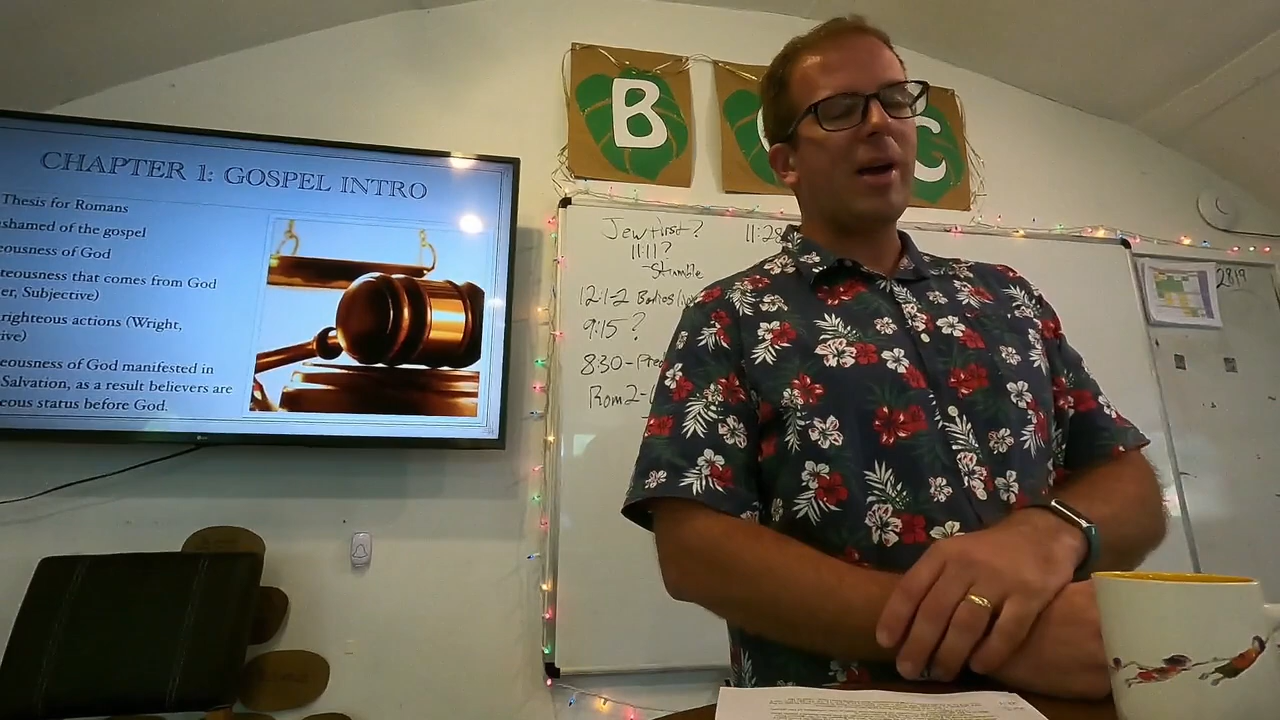 CHAPTER 1: GOSPEL INTRO
Thesis for Romans
shamed of the gospel
eousness of God
teousness that comes from God
er, Subjective)
righteous actions (Wright,
ive)
eousness of God manifested in
Salvation, as a result believers are
eous status before God.
B
C
Jew first?
11:28
11:11?
-Stumble
12:1-2 Bodies
9:15?
8:30-Pre
Rom 2-
2819